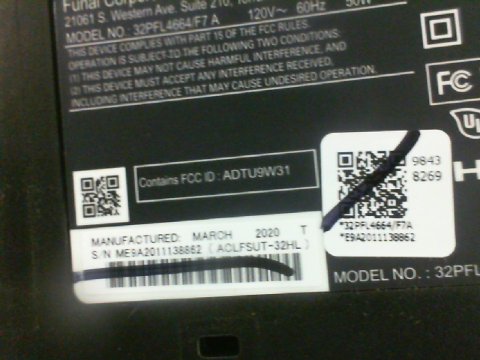 Funai Corpor
21061 S. Western Ave. Suite 210,
MODEL NO : 32PFL4664/F7 A 120V~ 60Hz 50W
THIS DEVICE COMPLIES WITH PART 15 OF THE FCC RULES.
OPERATION IS SUBJECT TO THE FOLLOWING TWO CONDITIONS:
(1) THIS DEVICE MAY NOT CAUSE HARMFUL INTERFERENCE, AND
(2) THIS DEVICE MUST ACCEPT ANY INTERFERENCE RECEIVED,
INCLUDING INTERFERENCE THAT MAY CAUSE UNDESIRED OPERATION.
FC
UL
Contains FCC ID : ADTU9W31
9843
8269
H
*32PFL4664/F7A
*E9A2011138862
MANUFACTURED: MARCH 2020 T
S/N ME9A2011138862 ( ACLFSUT-32HL )
MODEL NO. : 32PFL